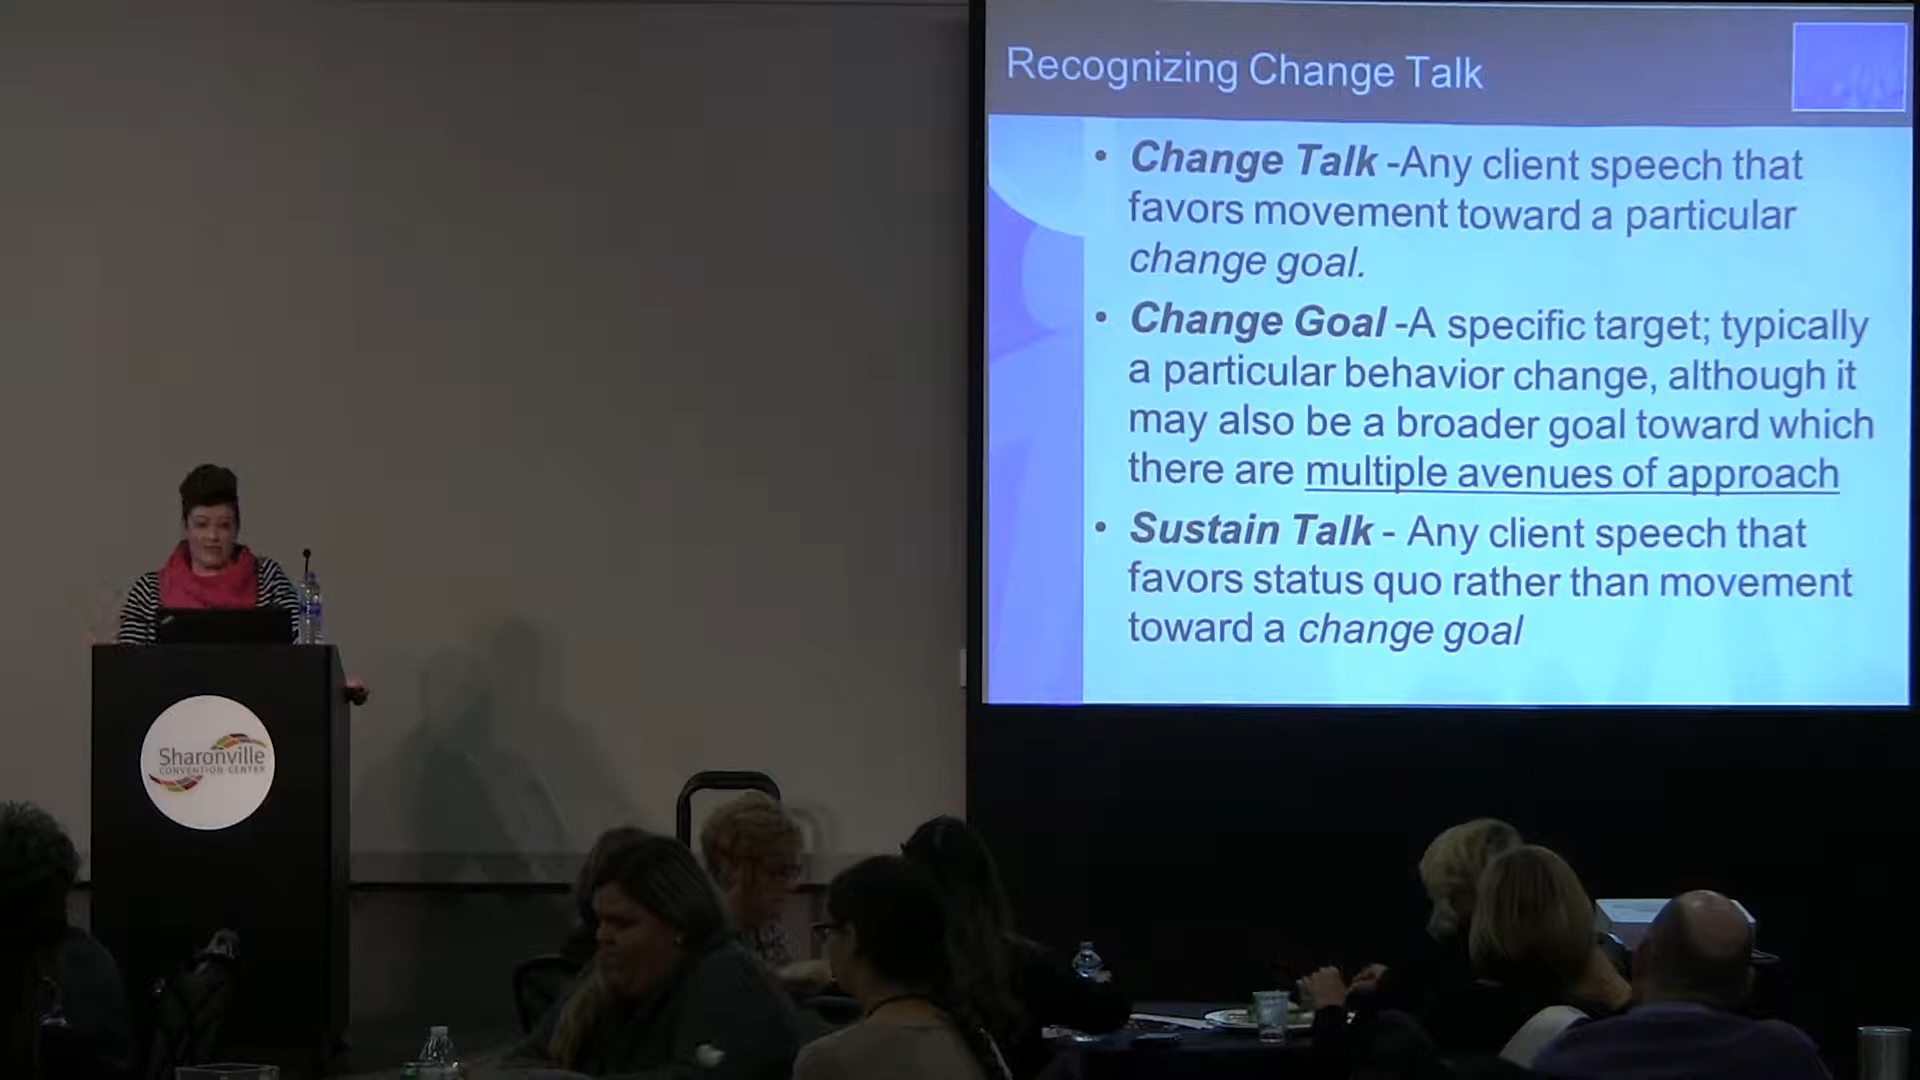 Recognizing Change Talk
• Change Talk -Any client speech that
favors movement toward a particular
change goal.
• Change Goal -A specific target; typically
a particular behavior change, although it
may also be a broader goal toward which
there are multiple avenues of approach
• Sustain Talk - Any client speech that
favors status quo rather than movement
toward a change goal
Sharonville
CONVENTION CENTER